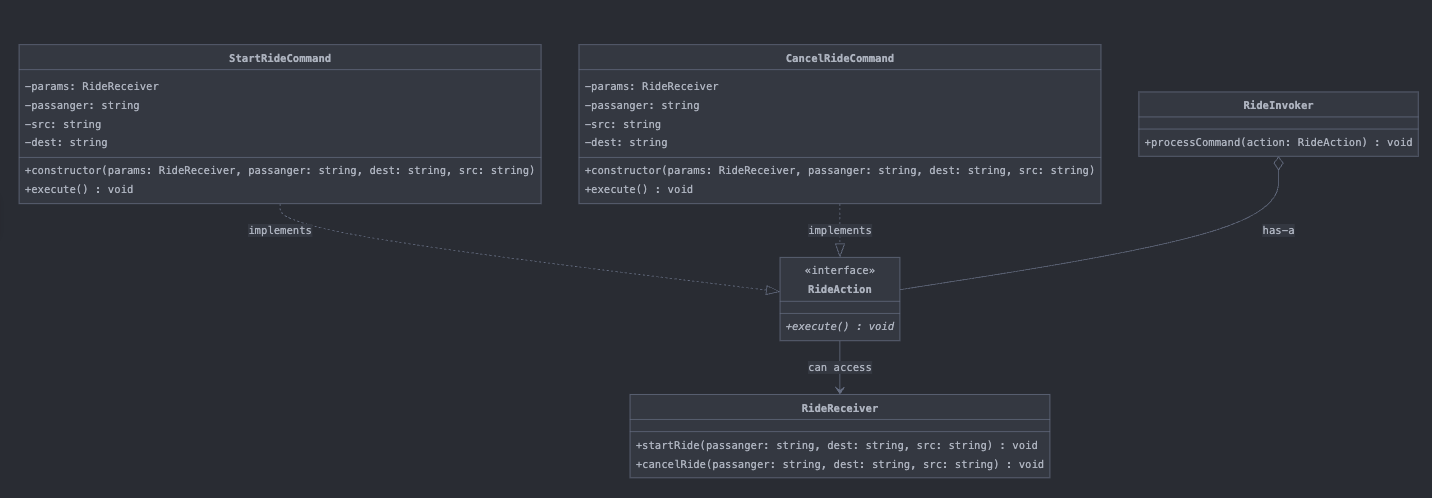 StartRideCommand
-params: RideReceiver
-passanger: string
-src: string
-dest: string
+constructor(params: RideReceiver, passanger: string, dest: string, src: string)
+execute() : void
CancelRideCommand
-params: RideReceiver
-passanger: string
-src: string
-dest: string
+constructor(params: RideReceiver, passanger: string, dest: string, src: string)
+execute() : void
RideInvoker
+processCommand(action: RideAction) : void
implements
implements
has-a
«interface»
RideAction
+execute() : void
can access
RideReceiver
+startRide(passanger: string, dest: string, src: string) : void
+cancelRide(passanger: string, dest: string, src: string) : void